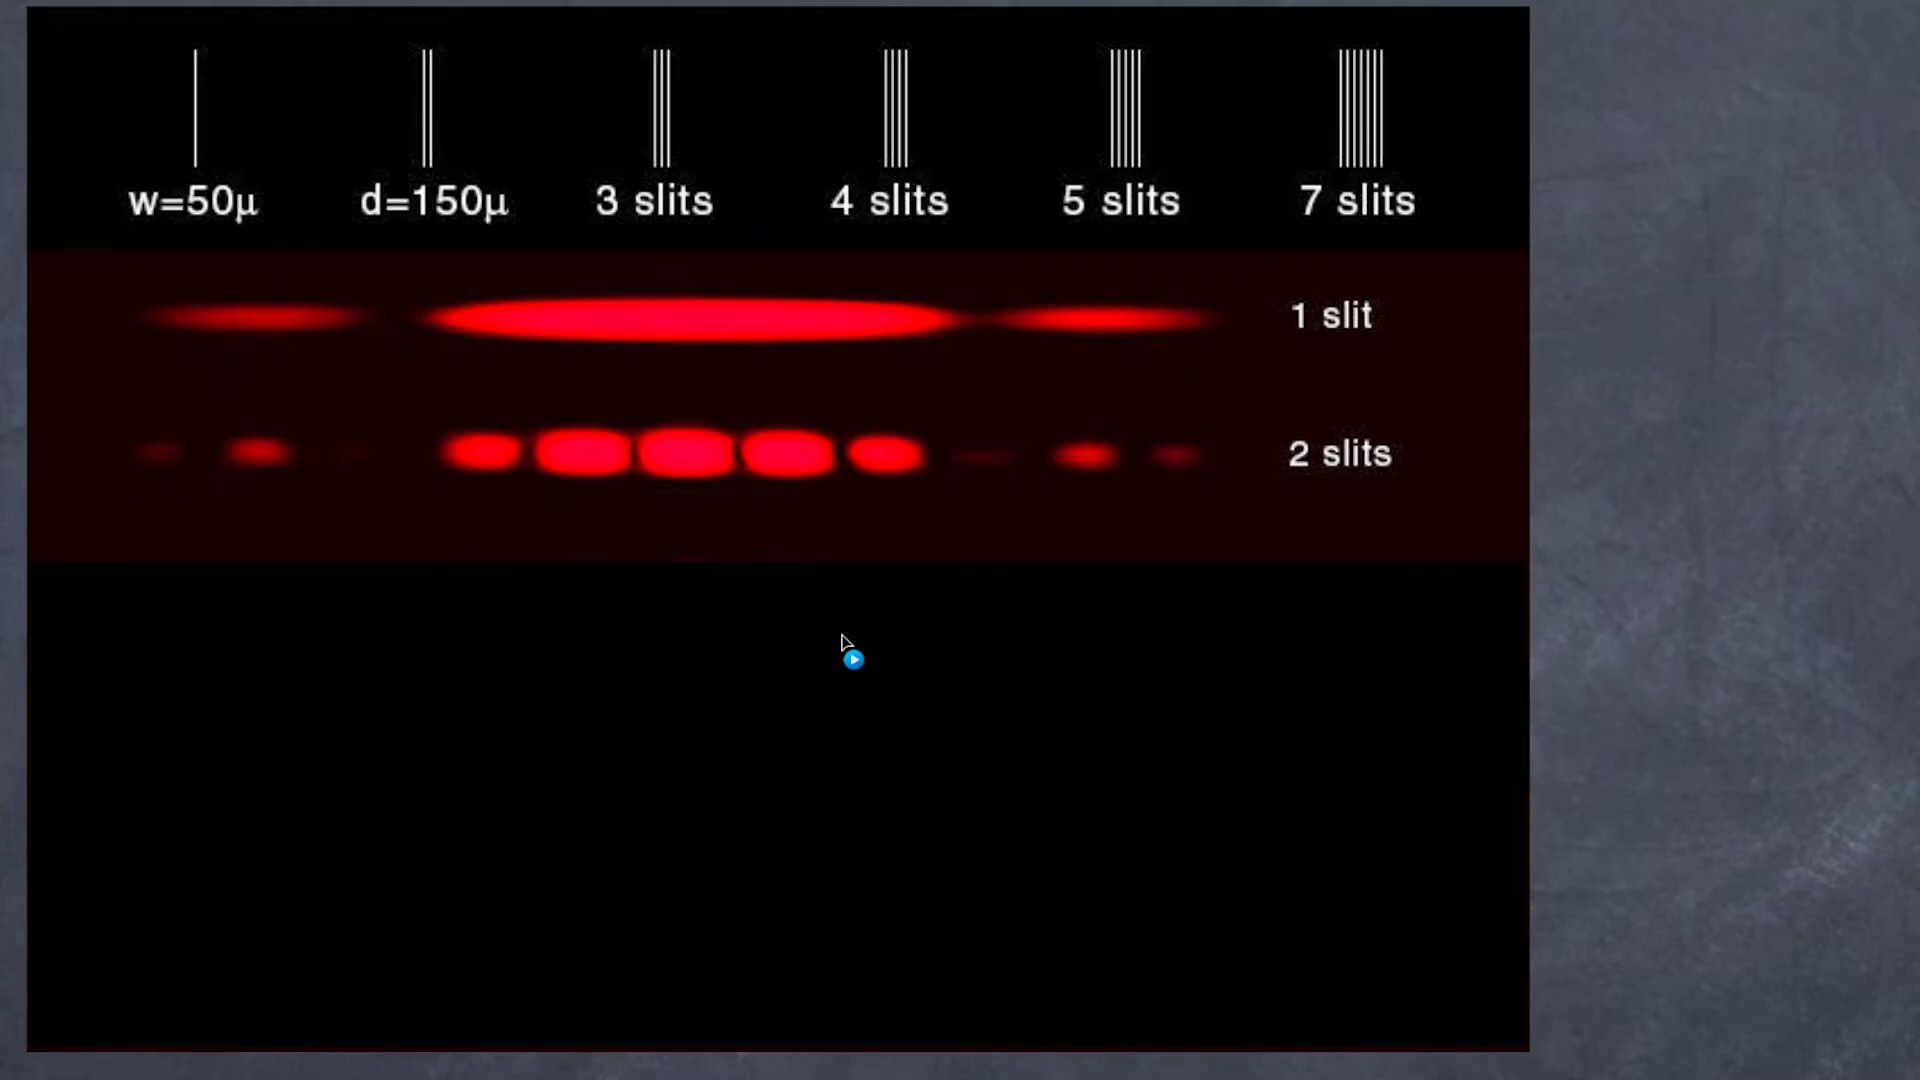 w=50μ d=150μ 3 slits 4 slits 5 slits 7 slits
1 slit
2 slits